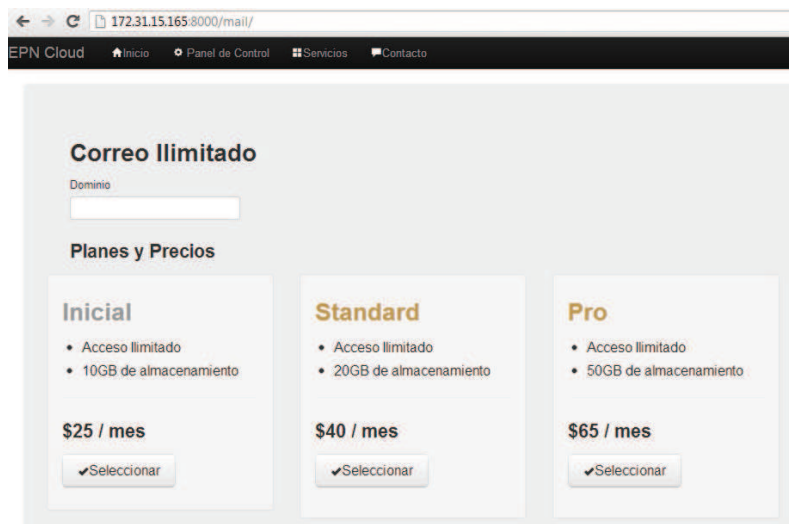 172.31.15.165:8000/mail/
EPN Cloud Inicio Panel de Control Servicios Contacto
Correo Ilimitado
Dominio
Planes y Precios
Inicial
Acceso Ilimitado
10GB de almacenamiento
$25 / mes
Seleccionar
Standard
Acceso Ilimitado
20GB de almacenamiento
$40 / mes
Seleccionar
Pro
Acceso Ilimitado
50GB de almacenamiento
$65 / mes
Seleccionar